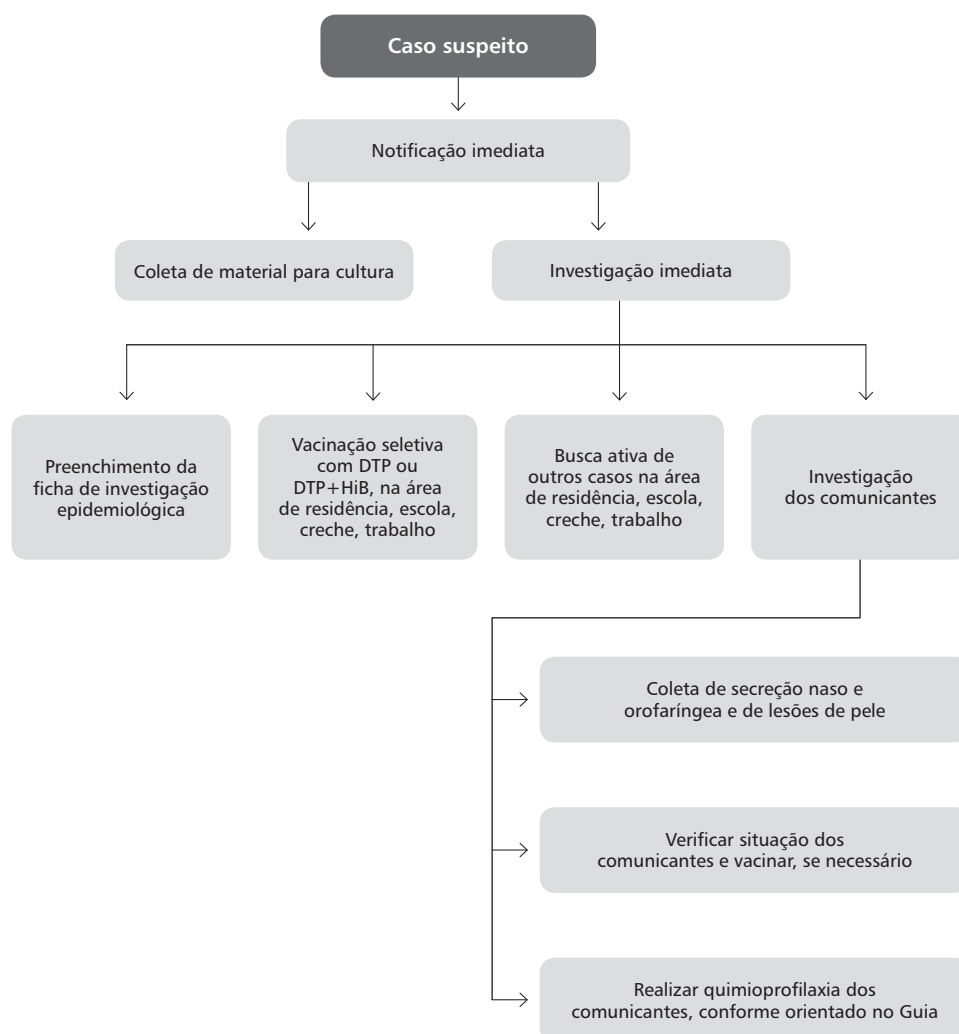 Caso suspeito
Notificação imediata
Coleta de material para cultura
Investigação imediata
Preenchimento da
ficha de investigação
epidemiológica
Vacinação seletiva
com DTP ou
DTP+HiB, na área
de residência, escola,
creche, trabalho
Busca ativa de
outros casos na área
de residência, escola,
creche, trabalho
Investigação
dos comunicantes
Coleta de secreção naso e
orofaríngea e de lesões de pele
Verificar situação dos
comunicantes e vacinar, se necessário
Realizar quimioprofilaxia dos
comunicantes, conforme orientado no Guia